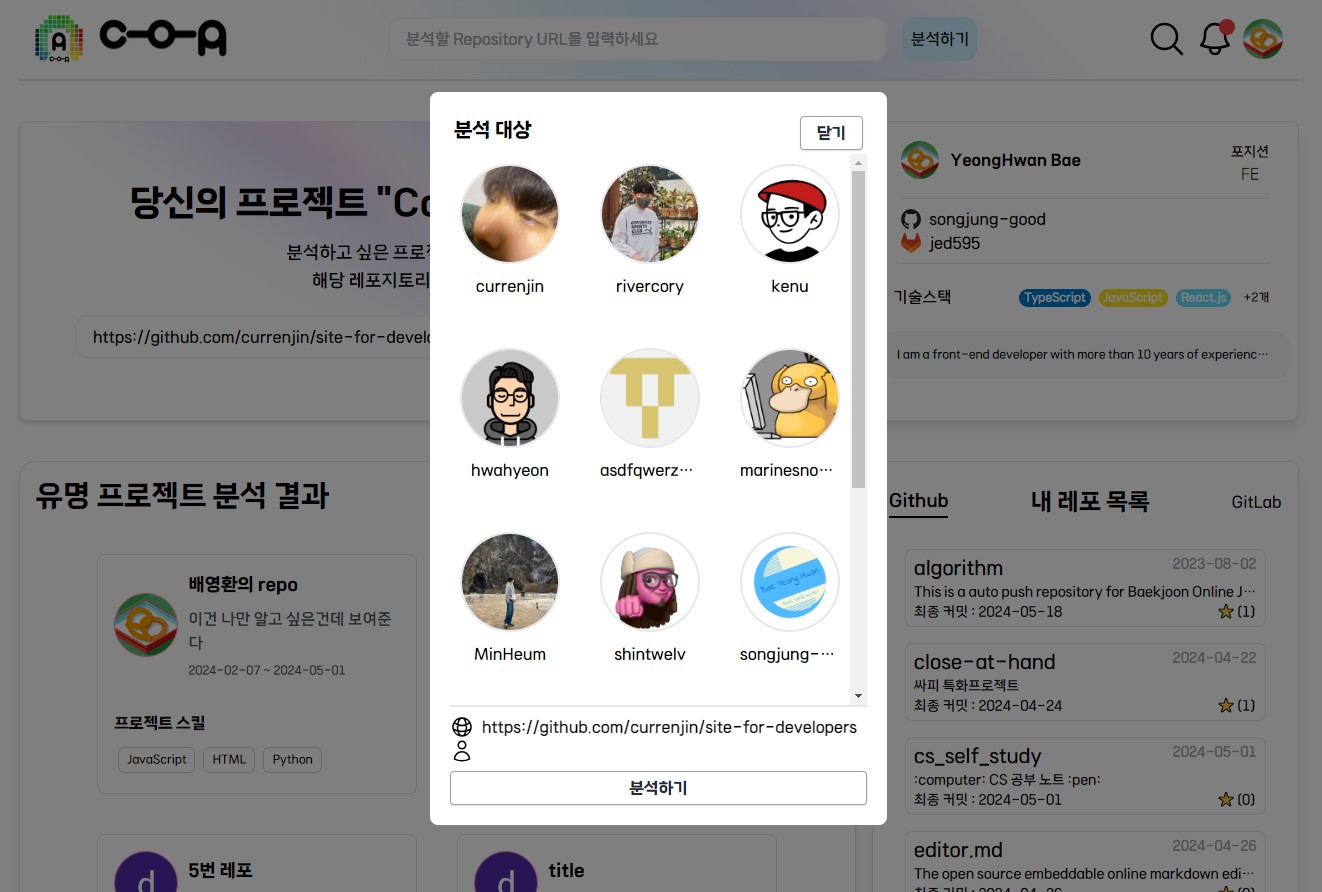 A
C-O-A
C-O-A
분석할 Repository URL을 입력하세요
분석하기
당신의 프로젝트 "Co
분석하고 싶은 프로
해당 레포지토리
https://github.com/currenjin/site-for-develo
YeongHwan Bae
포지션
FE
songjung-good
jed595
기술스택
TypeScript
JavaScript
React.js
+2개
I am a front-end developer with more than 10 years of experienc···
분석 대상
닫기
currenjin
rivercory
kenu
hwahyeon
asdfqwerz···
marinesno···
MinHeum
shintwelv
Bae Yeong Hwan
songjung-···
https://github.com/currenjin/site-for-developers
분석하기
유명 프로젝트 분석 결과
배영환의 repo
이건 나만 알고 싶은건데 보여준
다
2024-02-07 ~ 2024-05-01
프로젝트 스킬
JavaScript
HTML
Python
d
5번 레포
d
title
Github
내 레포 목록
GitLab
algorithm
2023-08-02
This is a auto push repository for Baekjoon Online J···
최종 커밋 : 2024-05-18
(1)
close-at-hand
2024-04-22
싸피 특화프로젝트
최종 커밋 : 2024-04-24
(1)
cs_self_study
2024-05-01
:computer: CS 공부 노트 :pen:
최종 커밋 : 2024-05-01
(0)
editor.md
2024-04-26
The open source embeddable online markdown edi···
최종 커밋 : 2024-04-26